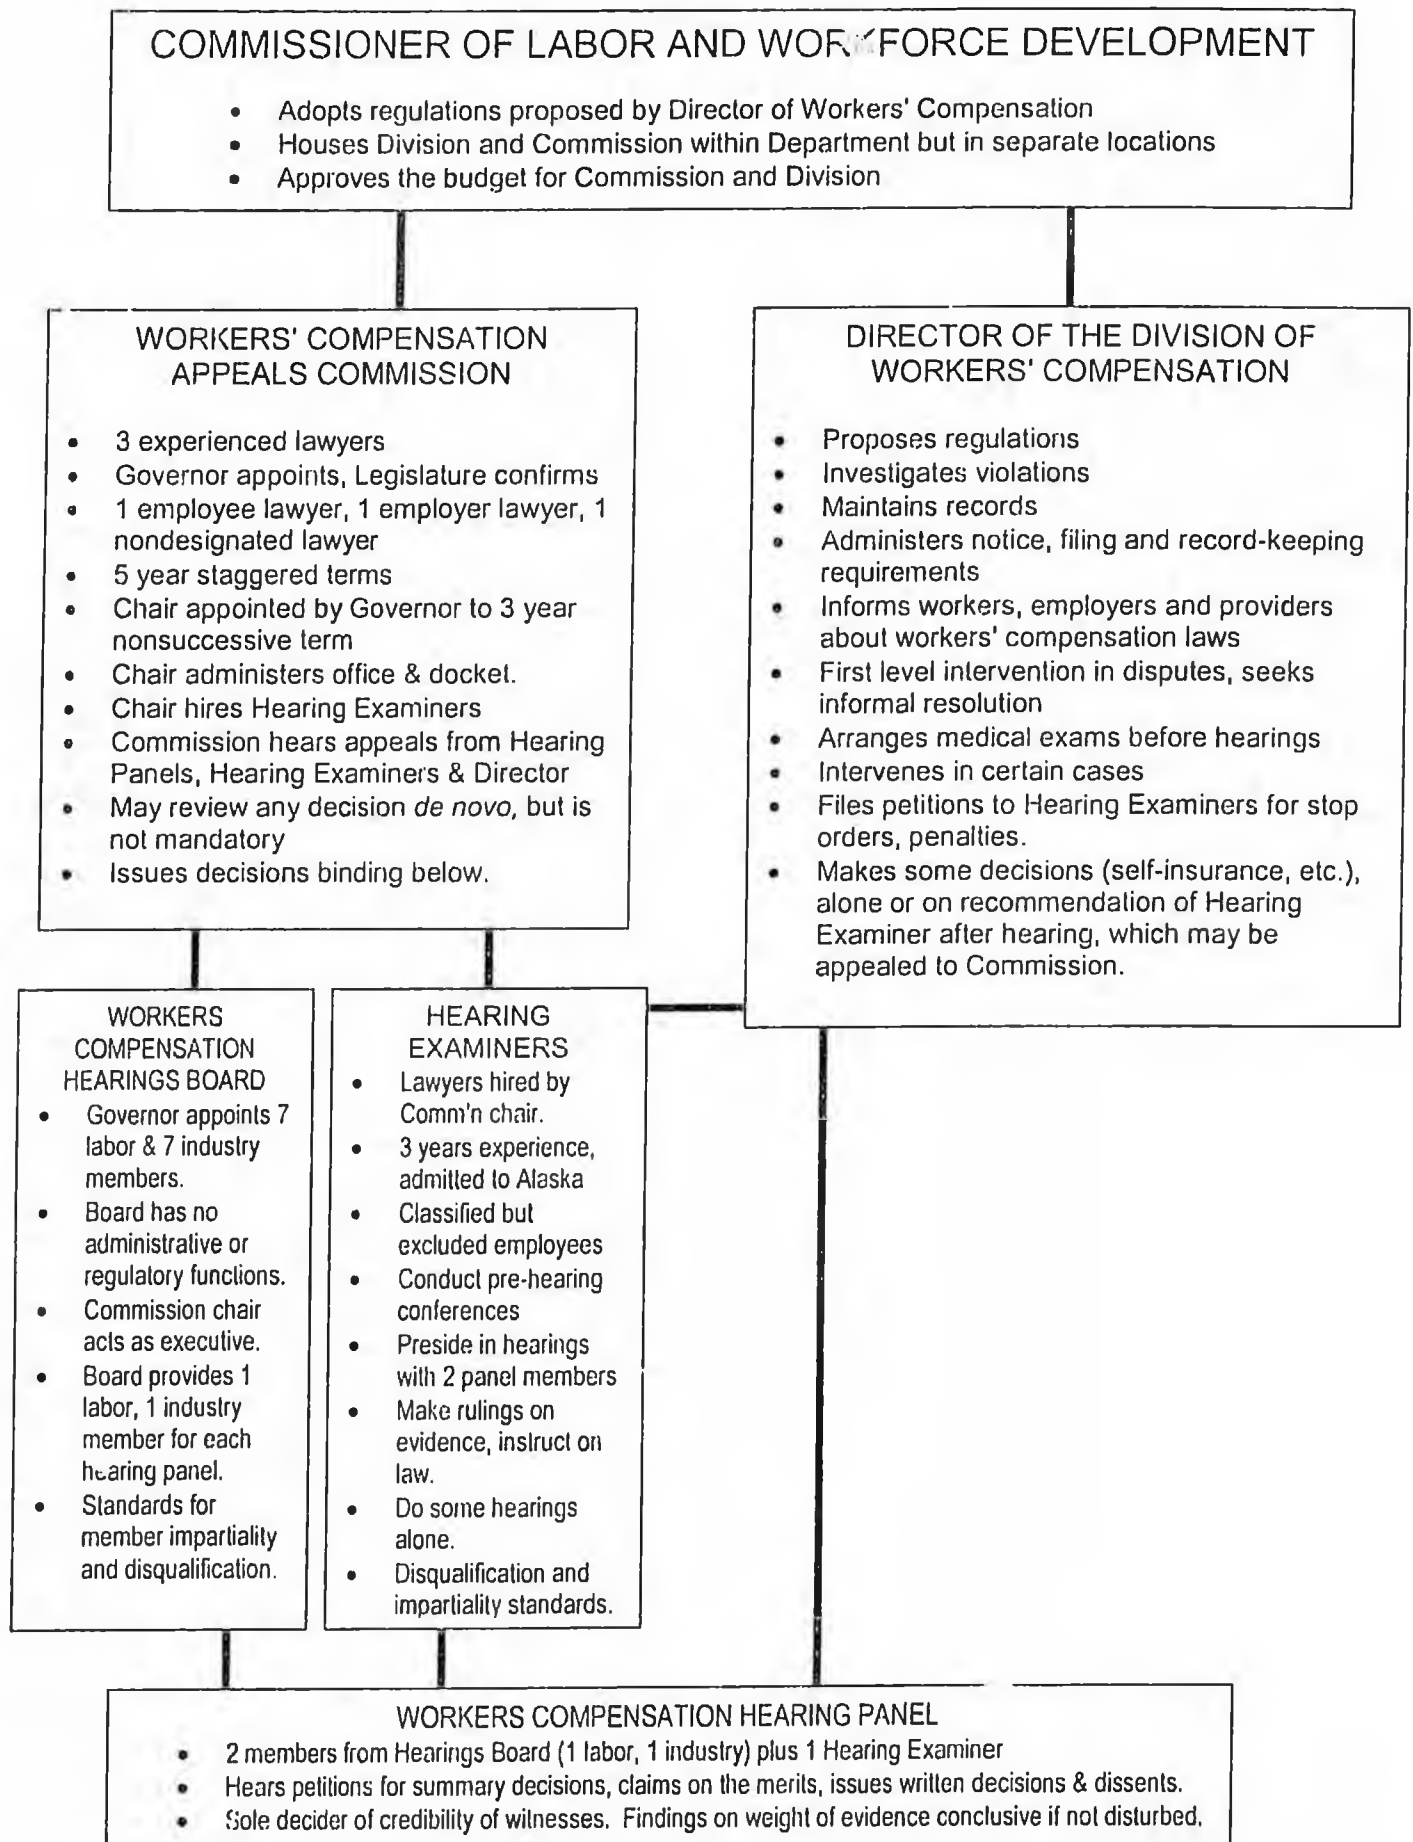 COMMISSIONER OF LABOR AND WORKFORCE DEVELOPMENT
• Adopts regulations proposed by Director of Workers' Compensation
• Houses Division and Commission within Department but in separate locations
• Approves the budget for Commission and Division
WORKERS' COMPENSATION
APPEALS COMMISSION
• 3 experienced lawyers
• Governor appoints, Legislature confirms
• 1 employee lawyer, 1 employer lawyer, 1
nondesignated lawyer
• 5 year staggered terms
• Chair appointed by Governor to 3 year
nonsuccessive term
• Chair administers office & docket.
• Chair hires Hearing Examiners
• Commission hears appeals from Hearing
Panels, Hearing Examiners & Director
• May review any decision de novo, but is
not mandatory
• Issues decisions binding below.
DIRECTOR OF THE DIVISION OF
WORKERS' COMPENSATION
• Proposes regulations
• Investigates violations
• Maintains records
• Administers notice, filing and record-keeping
requirements
• Informs workers, employers and providers
about workers' compensation laws
• First level intervention in disputes, seeks
informal resolution
• Arranges medical exams before hearings
• Intervenes in certain cases
• Files petitions to Hearing Examiners for stop
orders, penalties.
• Makes some decisions (self-insurance, etc.),
alone or on recommendation of Hearing
Examiner after hearing, which may be
appealed to Commission.
WORKERS
COMPENSATION
HEARINGS BOARD
• Governor appoints 7
labor & 7 industry
members.
• Board has no
administrative or
regulatory functions.
• Commission chair
acts as executive.
• Board provides 1
labor, 1 industry
member for each
hearing panel.
• Standards for
member impartiality
and disqualification.
HEARING
EXAMINERS
• Lawyers hired by
Comm'n chair.
• 3 years experience,
admitted to Alaska
• Classified but
excluded employees
• Conduct pre-hearing
conferences
• Preside in hearings
with 2 panel members
• Make rulings on
evidence, instruct on
law.
• Do some hearings
alone.
• Disqualification and
impartiality standards.
WORKERS COMPENSATION HEARING PANEL
• 2 members from Hearings Board (1 labor, 1 industry) plus 1 Hearing Examiner
• Hears petitions for summary decisions, claims on the merits, issues written decisions & dissents.
• Sole decider of credibility of witnesses. Findings on weight of evidence conclusive if not disturbed.